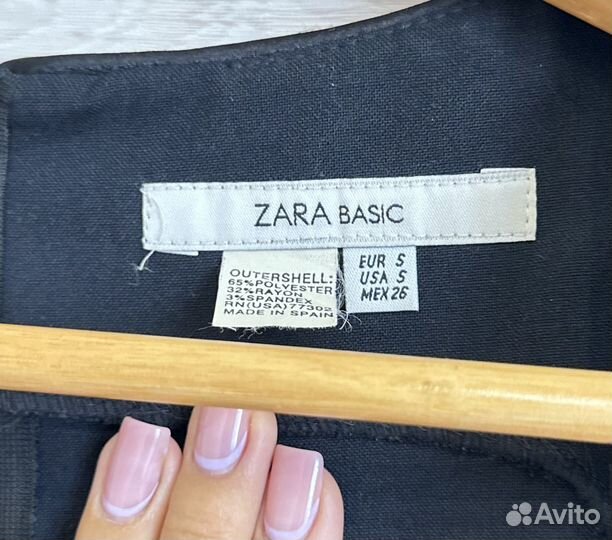 ZARA BASIC
OUTERSHELL:
65%POLYESTER
32%RAYON
3%SPANDEX
RN(USA)77302
MADE IN SPAIN
EUR S
USA S
MEX 26
Avito